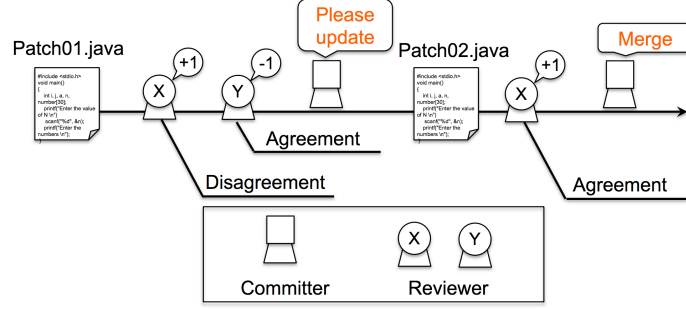 Please
update
Patch01.java
Patch02.java
Merge
+1
-1
+1
#include <stdio.h>
void main()
{
int i, j, a, n,
number[30];
printf("Enter the value
of N \n")
scanf("%d", &n);
printf("Enter the
numbers \n");
}
X
Y
#include <stdio.h>
void main()
{
int i, j, a, n,
number[30];
printf("Enter the value
of N \n")
scanf("%d", &n);
printf("Enter the
numbers \n");
}
X
Agreement
Disagreement
Agreement
X
Y
Committer
Reviewer